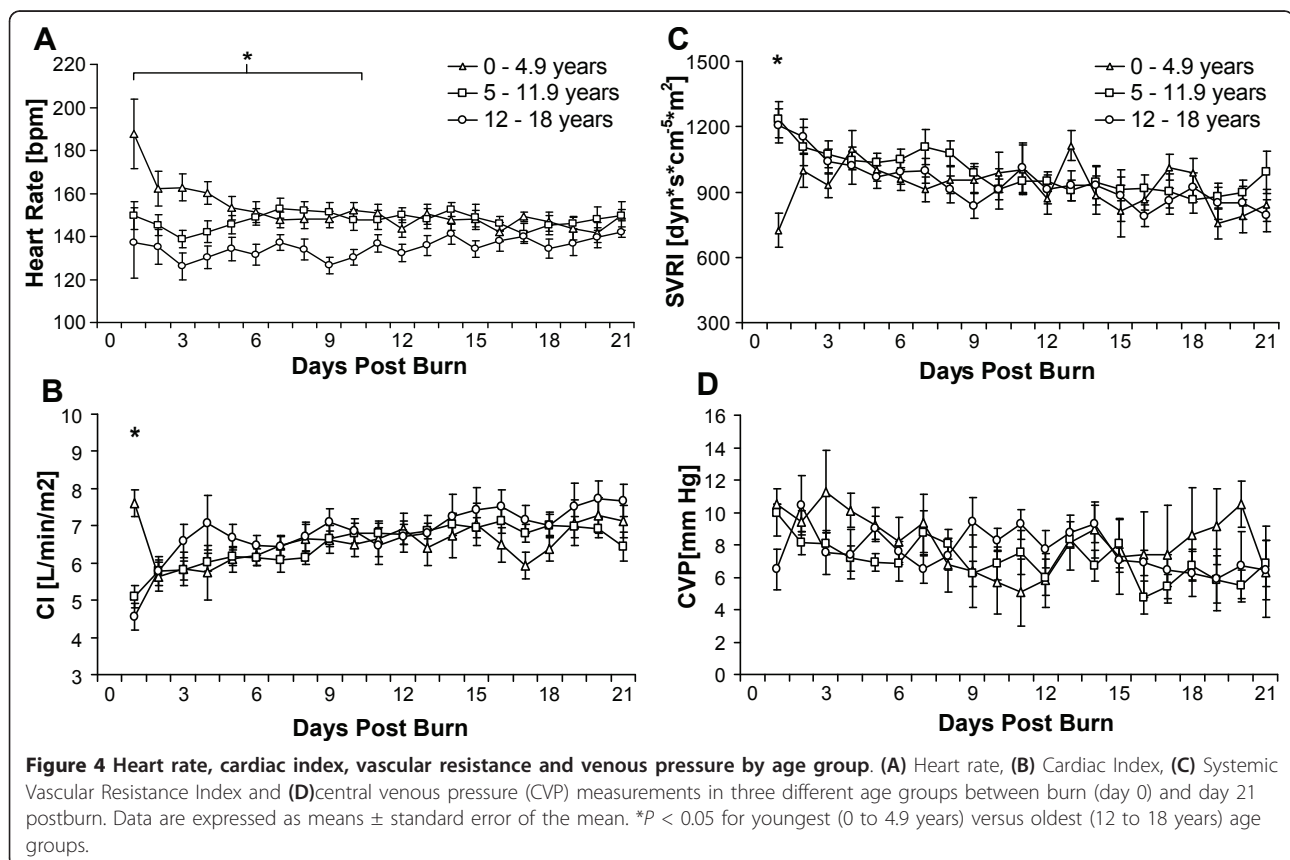 A
*
Heart Rate [bpm]
220
200
180
160
140
120
100
0 - 4.9 years
5 - 11.9 years
12 - 18 years
0 3 6 9 12 15 18 21
Days Post Burn
C
*
SVRI [dyn*s*cm-5*m2]
1500
1200
900
600
300
0 - 4.9 years
5 - 11.9 years
12 - 18 years
0 3 6 9 12 15 18 21
Days Post Burn
B
*
CI [L/min/m2]
10
9
8
7
6
5
4
3
0 3 6 9 12 15 18 21
Days Post Burn
D
CVP[mm Hg]
16
14
12
10
8
6
4
2
0
0 3 6 9 12 15 18 21
Days Post Burn
Figure 4 Heart rate, cardiac index, vascular resistance and venous pressure by age group. (A) Heart rate, (B) Cardiac Index, (C) Systemic
Vascular Resistance Index and (D)central venous pressure (CVP) measurements in three different age groups between burn (day 0) and day 21
postburn. Data are expressed as means ± standard error of the mean. *P < 0.05 for youngest (0 to 4.9 years) versus oldest (12 to 18 years) age
groups.